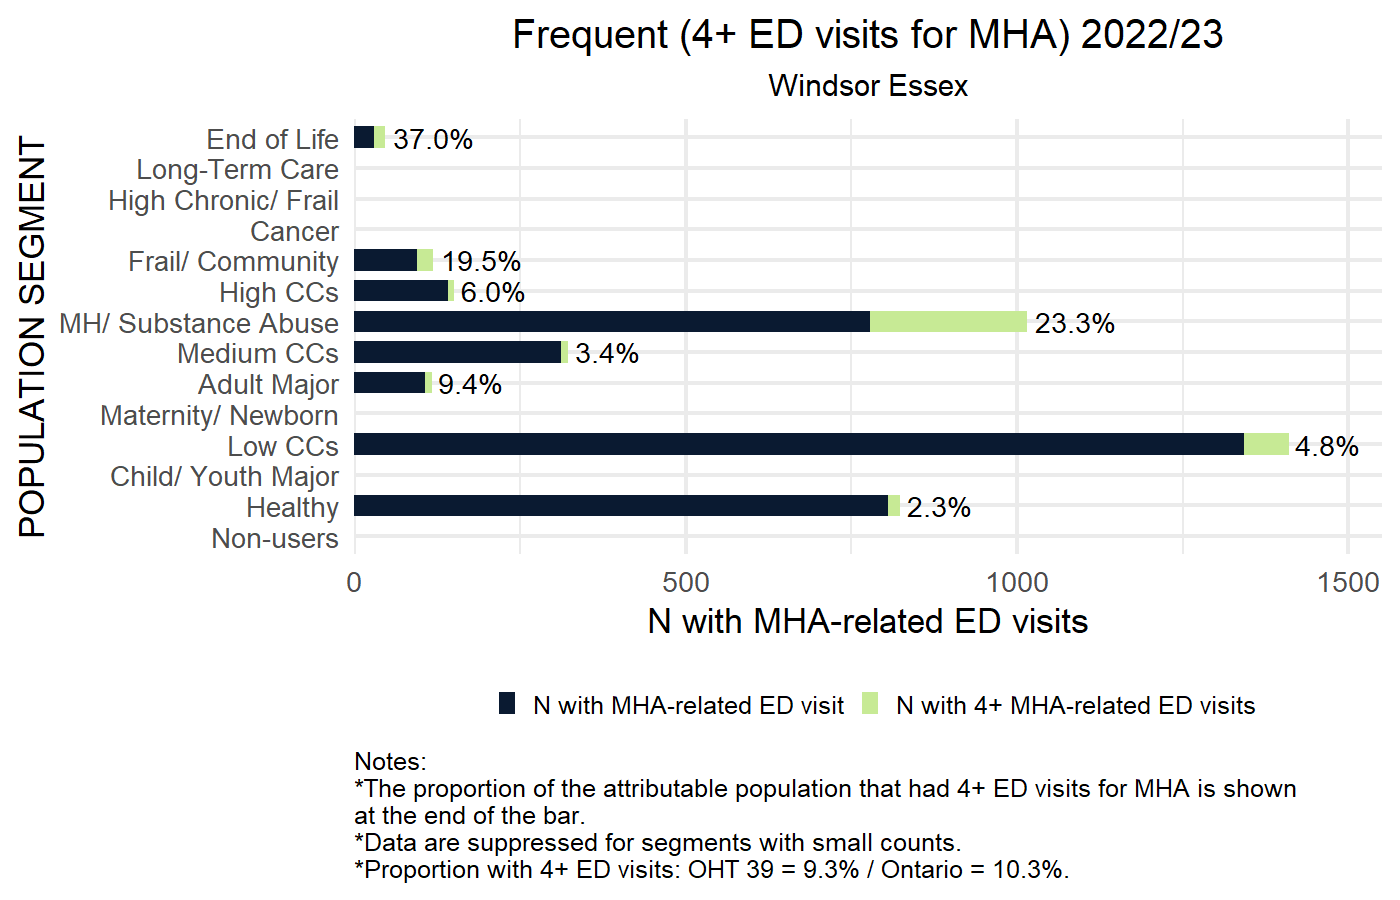 Frequent (4+ ED visits for MHA) 2022/23
Windsor Essex
POPULATION SEGMENT
End of Life 37.0%
Long-Term Care
High Chronic/ Frail
Cancer
Frail/ Community 19.5%
High CCs 6.0%
MH/ Substance Abuse 23.3%
Medium CCs 3.4%
Adult Major 9.4%
Maternity/ Newborn
Low CCs 4.8%
Child/ Youth Major
Healthy 2.3%
Non-users
0 500 1000 1500
N with MHA-related ED visits
N with MHA-related ED visit N with 4+ MHA-related ED visits
Notes:
*The proportion of the attributable population that had 4+ ED visits for MHA is shown
at the end of the bar.
*Data are suppressed for segments with small counts.
*Proportion with 4+ ED visits: OHT 39 = 9.3% / Ontario = 10.3%.